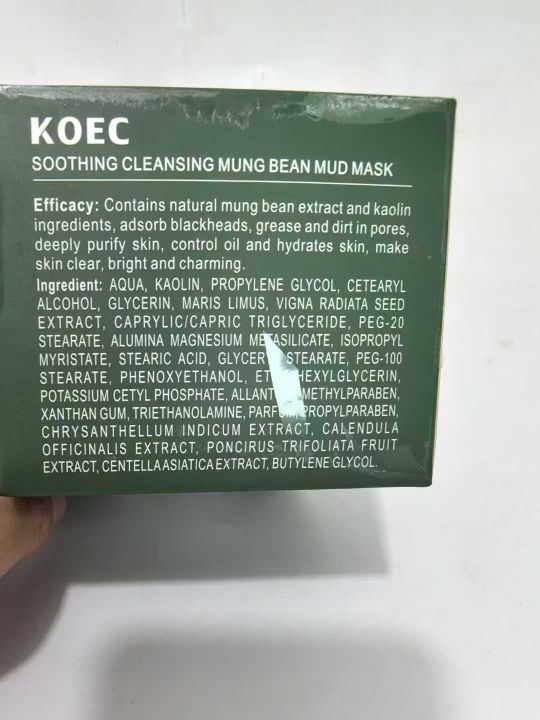 KOEC
SOOTHING CLEANSING MUNG BEAN MUD MASK
Efficacy: Contains natural mung bean extract and kaolin
ingredients, adsorb blackheads, grease and dirt in pores,
deeply purify skin, control oil and hydrates skin, make
skin clear, bright and charming.
Ingredient: AQUA, KAOLIN, PROPYLENE GLYCOL, CETEARYL
ALCOHOL, GLYCERIN, MARIS LIMUS, VIGNA RADIATA SEED
EXTRACT, CAPRYLIC/CAPRIC TRIGLYCERIDE, PEG-20
STEARATE, ALUMINA MAGNESIUM METASILICATE, ISOPROPYL
MYRISTATE, STEARIC ACID, STEARATE, PEG-100
STEARATE, PHENOXYETHANOL, 
POTASSIUM CETYL PHOSPHATE, METHYLPARABEN,
XANTHAN GUM, TRIETHANOLAMINE, PARFUM, PROPYLPARABEN,
CHRYSANTHELLUM INDICUM EXTRACT, CALENDULA
OFFICINALIS EXTRACT, PONCIRUS TRIFOLIATA FRUIT
EXTRACT, CENTELLA ASIATICA EXTRACT, BUTYLENE GLYCOL.